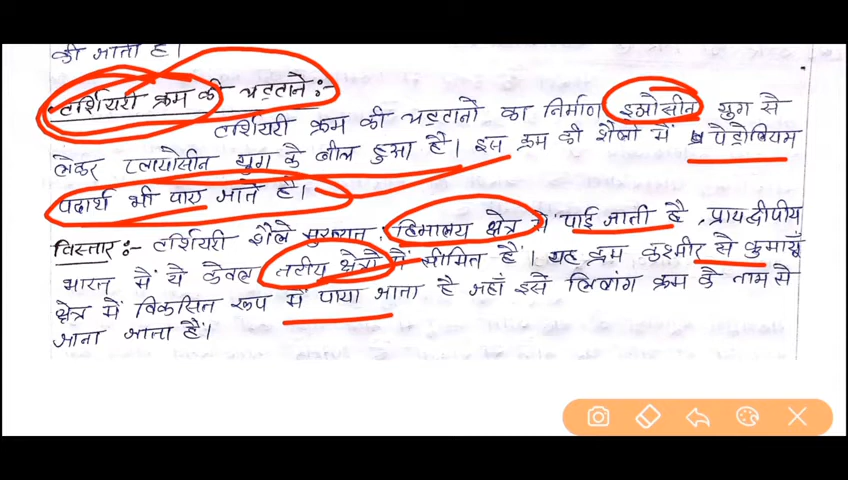 की जाती है।
टर्शियरी क्रम की चट्टानें:-
टर्शियरी क्रम की चट्टानों का निर्माण इयोसीन युग से
लेकर प्लायोसीन युग के बीच हुआ है। इस क्रम की शैलों में पेट्रोलियम
पदार्थ भी पाए जाते है।
विस्तार:- टर्शियरी शैले मुख्यतः हिमालय क्षेत्र में पाई जाती है, प्रायद्वीपीय
भारत में ये केवल तटीय क्षेत्रों में सीमित हैं। यह क्रम कश्मीर से कुमायूँ
क्षेत्र में विकसित रूप में पाया जाता है जहाँ इसे लिबांग क्रम के नाम से
जाना जाता है।